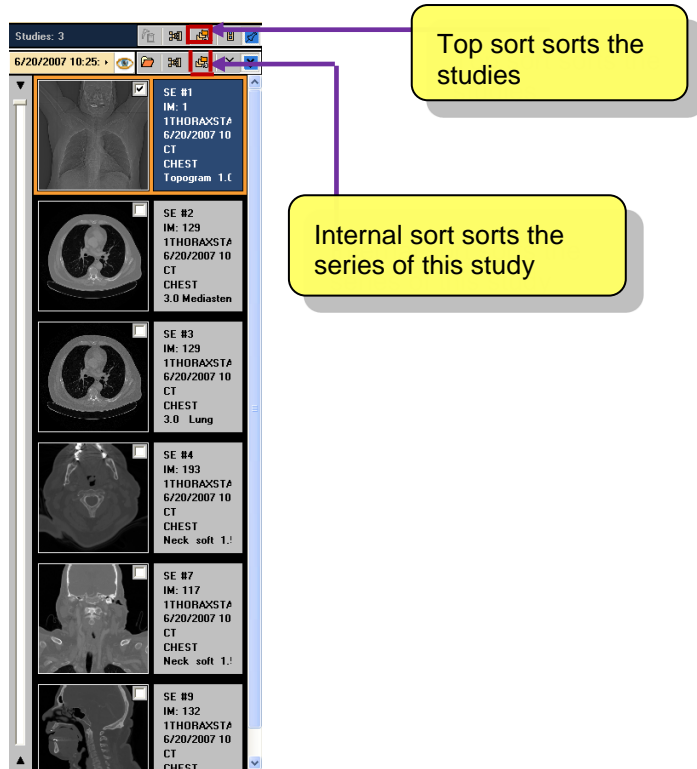 Studies: 3
6/20/2007 10:25:
SE #1
IM: 1
1THORAXSTA
6/20/2007 10
CT
CHEST
Topogram 1.0
SE #2
IM: 129
1THORAXSTA
6/20/2007 10
CT
CHEST
3.0 Mediasten
SE #3
IM: 129
1THORAXSTA
6/20/2007 10
CT
CHEST
3.0 Lung
SE #4
IM: 193
1THORAXSTA
6/20/2007 10
CT
CHEST
Neck soft 1.
SE #7
IM: 117
1THORAXSTA
6/20/2007 10
CT
CHEST
Neck soft 1.
SE #9
IM: 132
1THORAXSTA
6/20/2007 10
CT
CHEST
Top sort sorts the
studies
Internal sort sorts the
series of this study